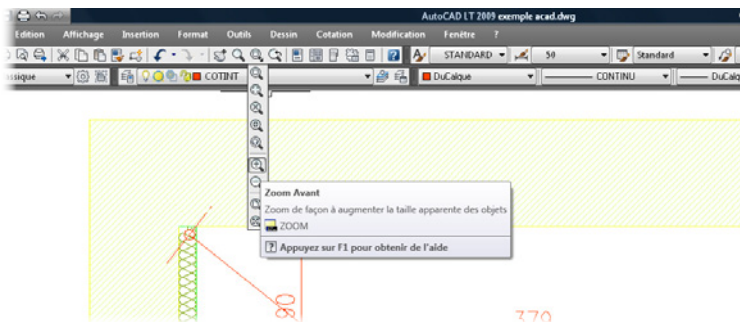 AutoCAD LT 2009 exemple acad.dwg
Edition Affichage Insertion Format Outils Dessin Cotation Modification Fenêtre ?
STANDARD 50 Standard
ssique COTINT DuCalque CONTINU DuCalq
Zoom Avant
Zoom de façon à augmenter la taille apparente des objets
ZOOM
? Appuyez sur F1 pour obtenir de l'aide
80
370